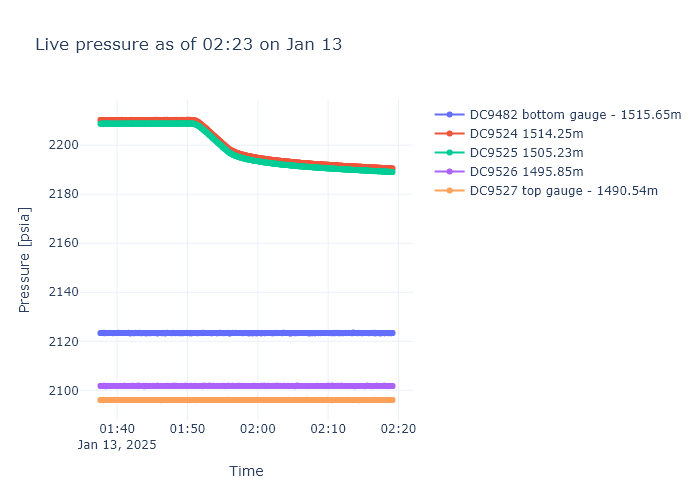 Live pressure as of 02:23 on Jan 13
DC9482 bottom gauge - 1515.65m
DC9524 1514.25m
DC9525 1505.23m
DC9526 1495.85m
DC9527 top gauge - 1490.54m
Pressure [psia]
2200
2180
2160
2140
2120
2100
01:40 01:50 02:00 02:10 02:20
Jan 13, 2025
Time